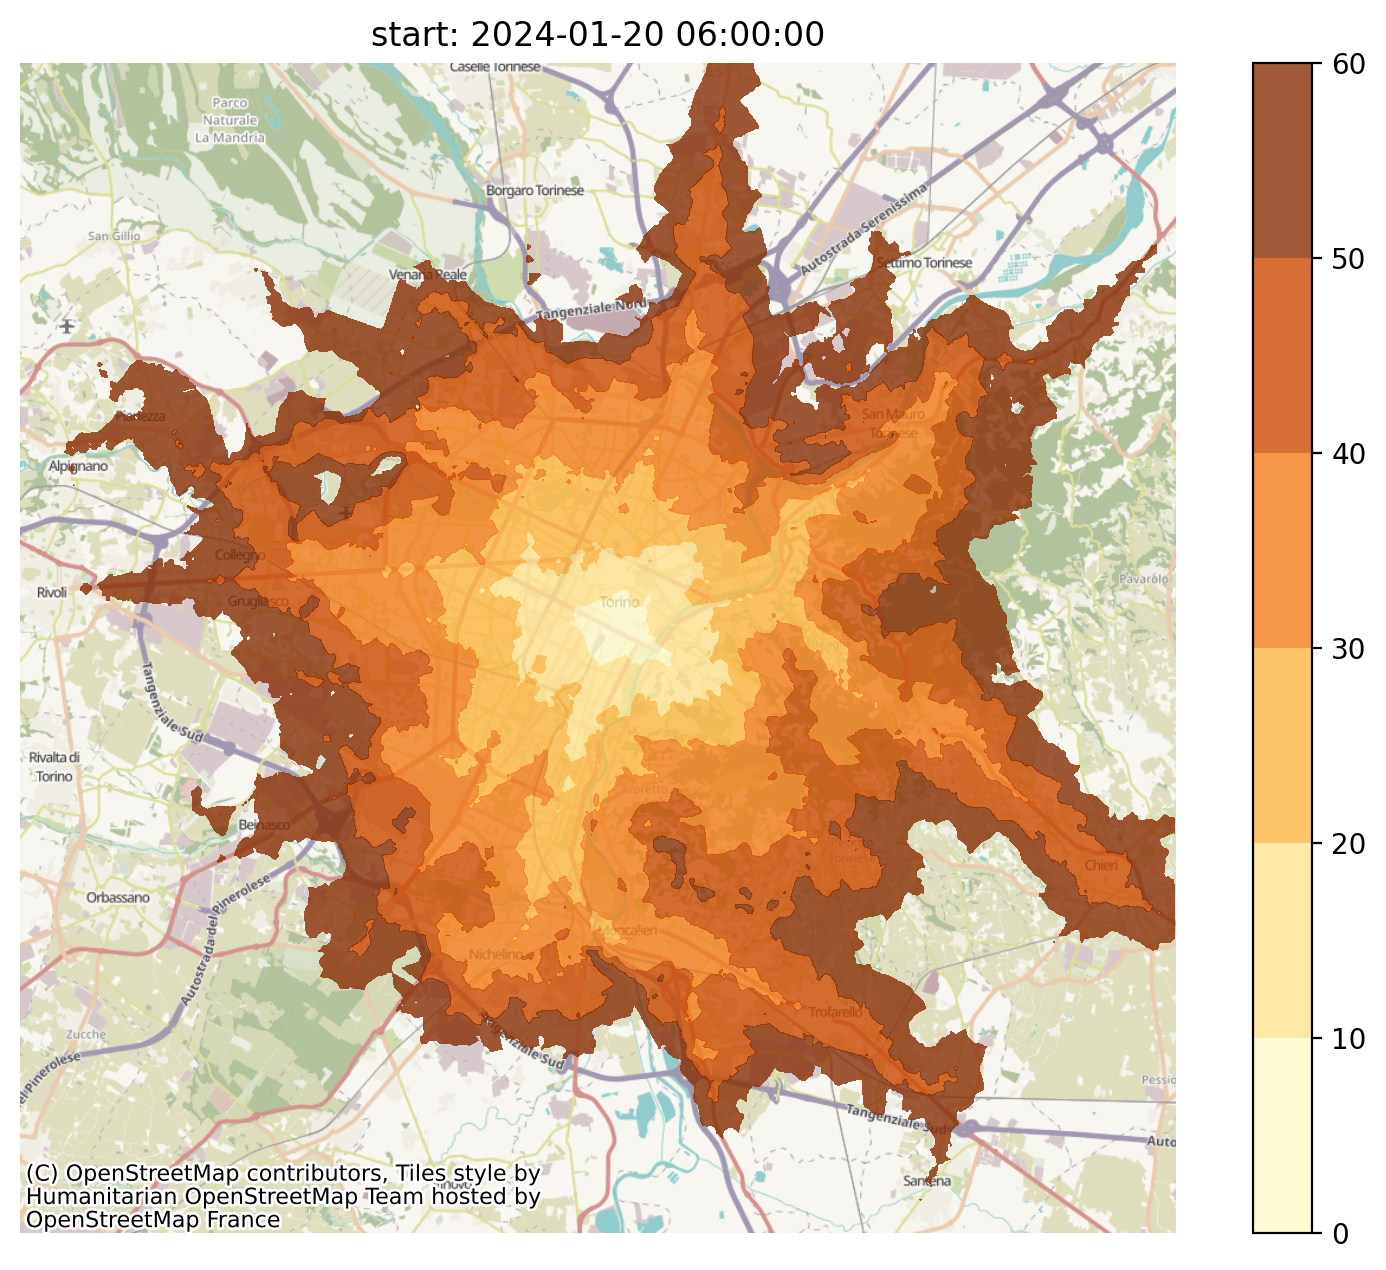 start: 2024-01-20 06:00:00
Caselle Torinese
Parco
Naturale
La Mandria
Borgaro Torinese
San Gillio
Autostrada Serenissima
Settimo Torinese
Venaria Reale
Tangenziale Nord
Pianezza
San Mauro
Torinese
Alpignano
Collegno
Pavarolo
Rivoli
Grugliasco
Torino
Tangenziale Sud
Rivalta di
Torino
Cavoretto
Beinasco
Torinese
Chieri
Orbassano
Autostrada del Pinerolese
Moncalieri
Nichelino
Trofarello
Zucche
Tangenziale Sud
del Pinerolese
Pessio
Tangenziale Sud
Auto
Santena
(C) OpenStreetMap contributors, Tiles style by
Humanitarian OpenStreetMap Team hosted by
OpenStreetMap France
60
50
40
30
20
10
0